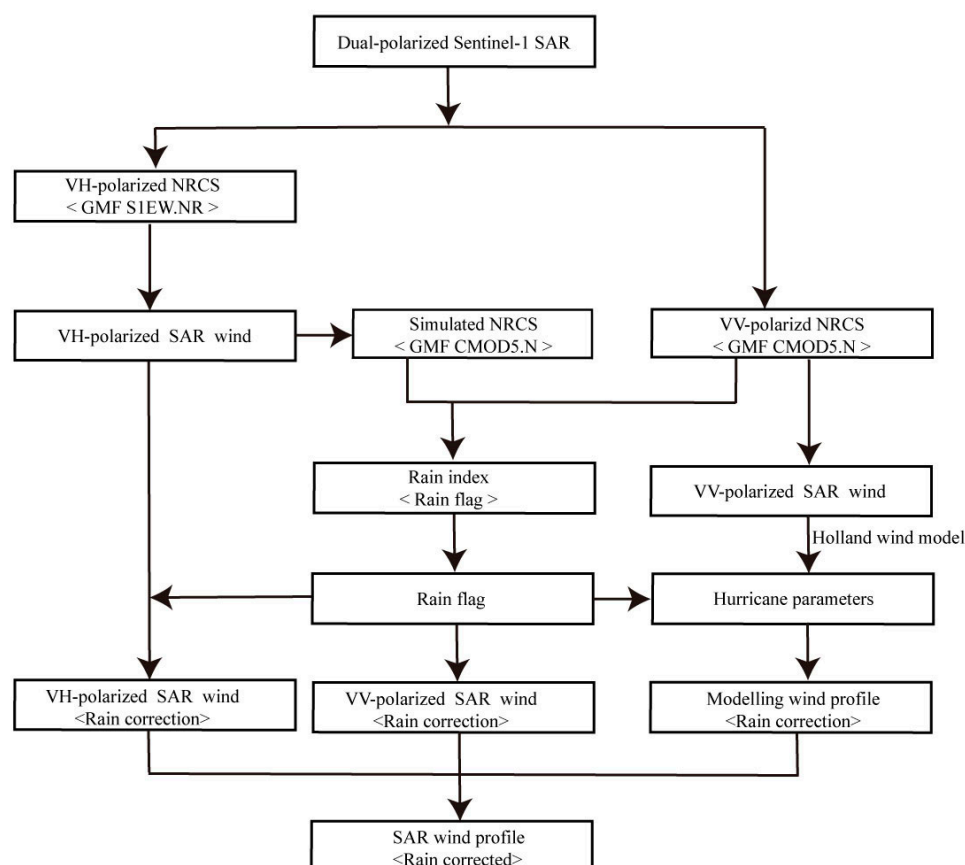 Dual-polarized Sentinel-1 SAR
VH-polarized NRCS
< GMF S1EW.NR >
VH-polarized SAR wind
Simulated NRCS
< GMF CMOD5.N >
VV-polarizd NRCS
< GMF CMOD5.N >
Rain index
< Rain flag >
VV-polarized SAR wind
Holland wind model
Rain flag
Hurricane parameters
VH-polarized SAR wind
<Rain correction>
VV-polarized SAR wind
<Rain correction>
Modelling wind profile
<Rain correction>
SAR wind profile
<Rain corrected>